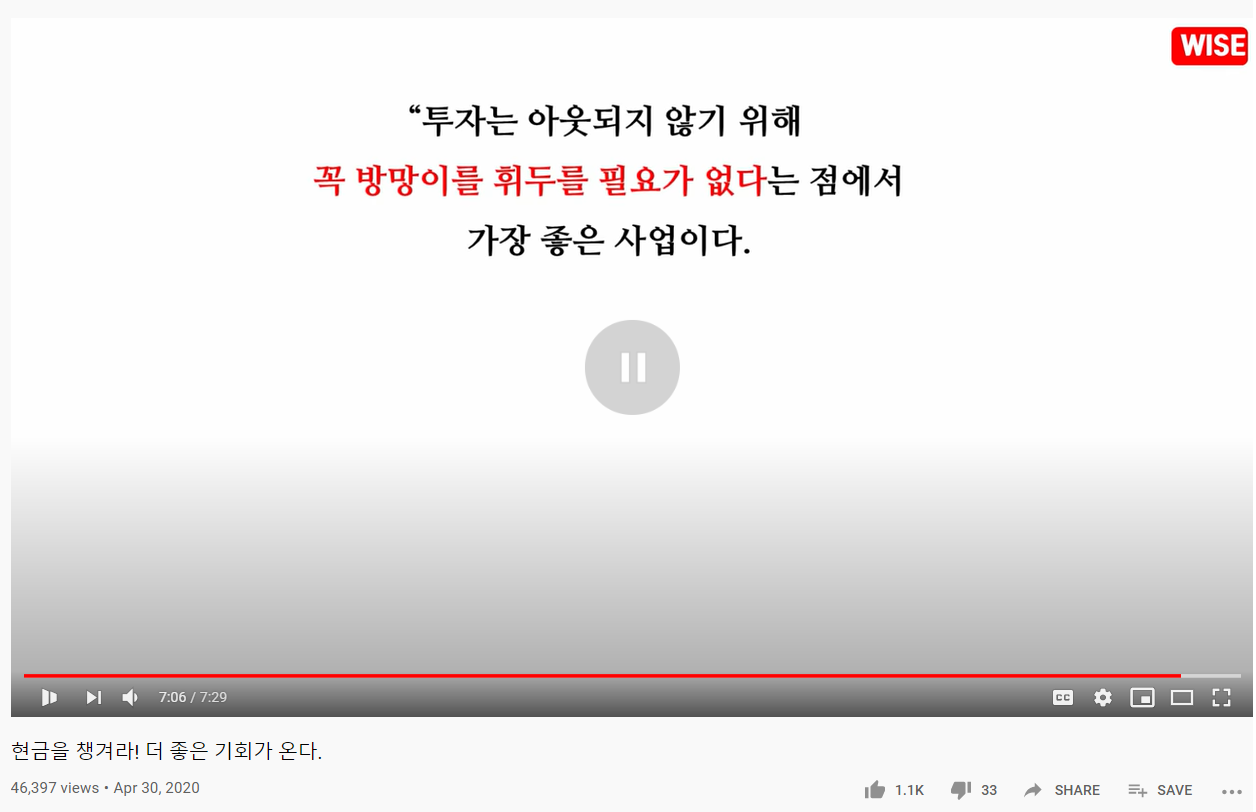 WISE
“투자는 아웃되지 않기 위해
꼭 방망이를 휘두를 필요가 없다는 점에서
가장 좋은 사업이다.
7:06 / 7:29
CC
현금을 챙겨라! 더 좋은 기회가 온다.
46,397 views • Apr 30, 2020
1.1K 33 SHARE SAVE